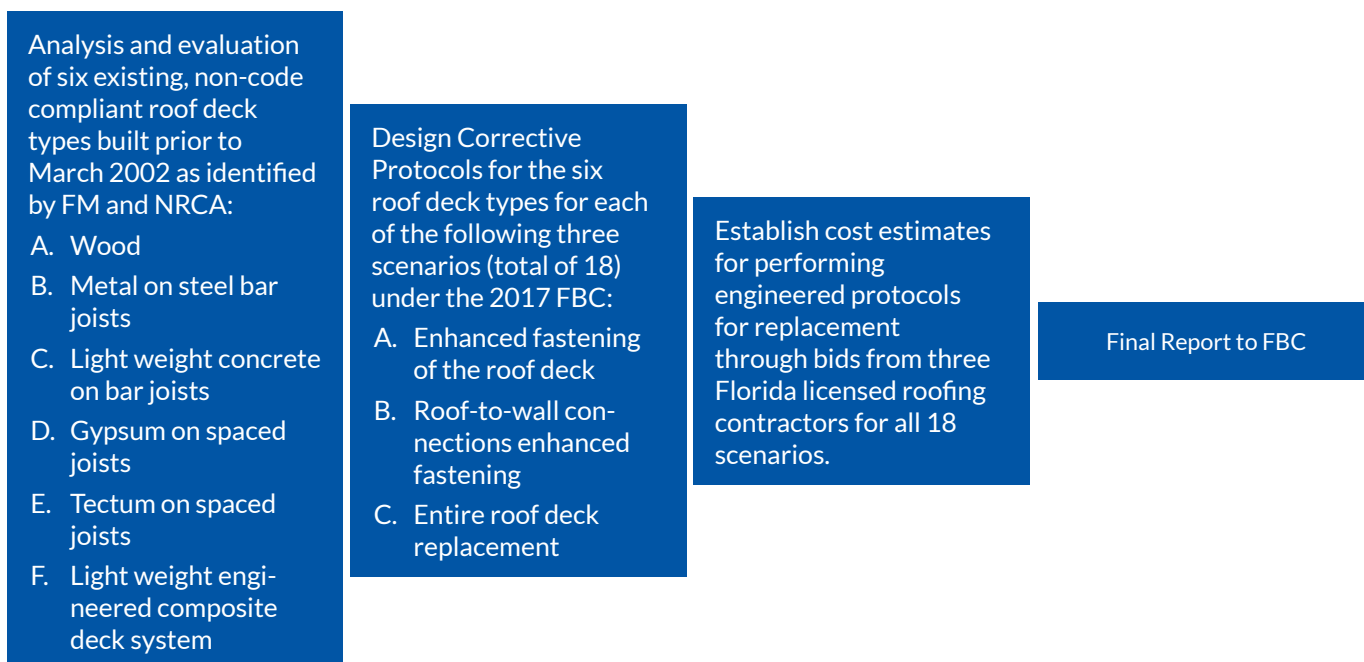 Analysis and evaluation
of six existing, non-code
compliant roof deck
types built prior to
March 2002 as identified
by FM and NRCA:
A. Wood
B. Metal on steel bar
joists
C. Light weight concrete
on bar joists
D. Gypsum on spaced
joists
E. Tectum on spaced
joists
F. Light weight engi-
neered composite
deck system
Design Corrective
Protocols for the six
roof deck types for each
of the following three
scenarios (total of 18)
under the 2017 FBC:
A. Enhanced fastening
of the roof deck
B. Roof-to-wall con-
nections enhanced
fastening
C. Entire roof deck
replacement
Establish cost estimates
for performing
engineered protocols
for replacement
through bids from three
Florida licensed roofing
contractors for all 18
scenarios.
Final Report to FBC